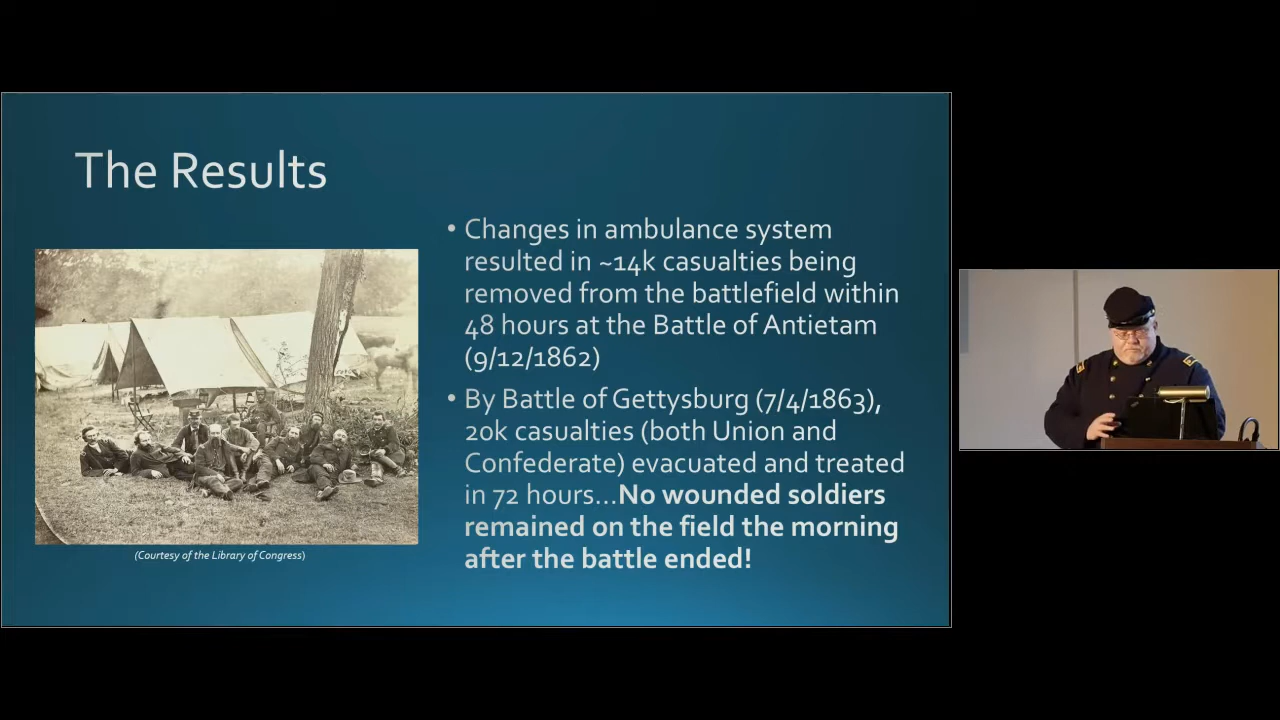 The Results
• Changes in ambulance system
resulted in ~14k casualties being
removed from the battlefield within
48 hours at the Battle of Antietam
(9/12/1862)
• By Battle of Gettysburg (7/4/1863),
20k casualties (both Union and
Confederate) evacuated and treated
in 72 hours...No wounded soldiers
remained on the field the morning
after the battle ended!
(Courtesy of the Library of Congress)